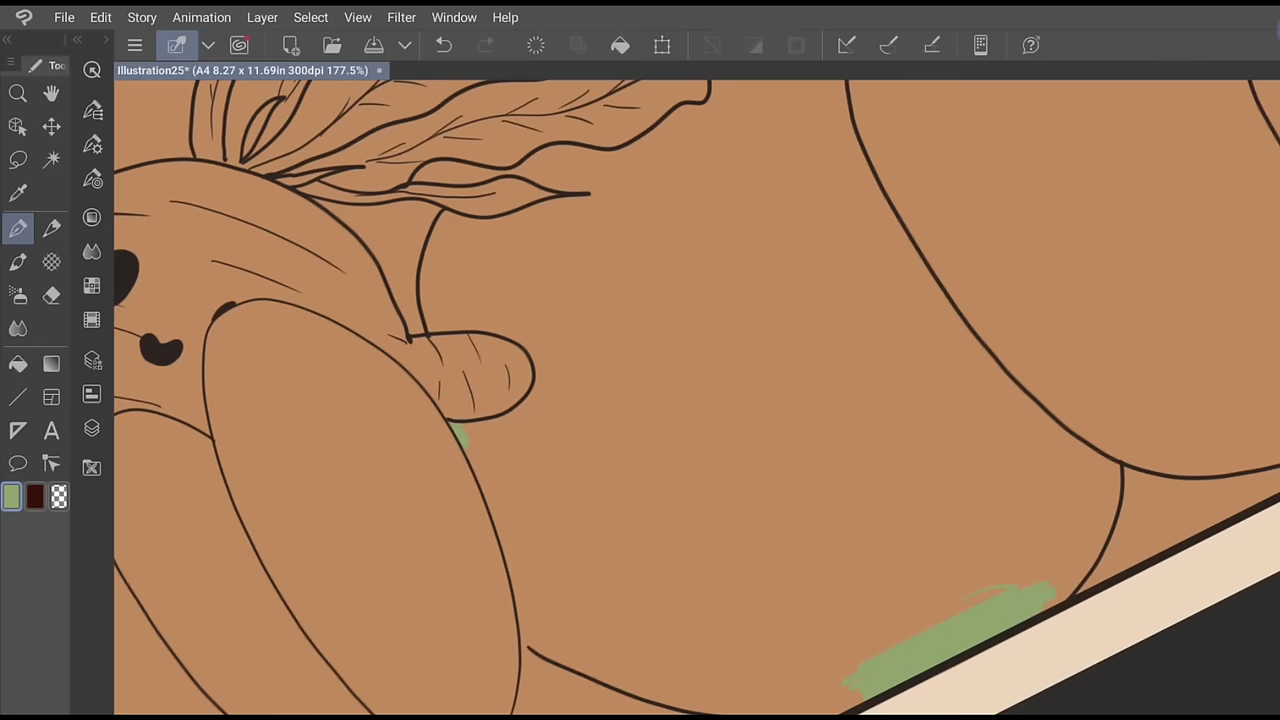 File Edit Story Animation Layer Select View Filter Window Help
Illustration25* (A4 8.27 x 11.69in 300dpi 177.5%)
Too